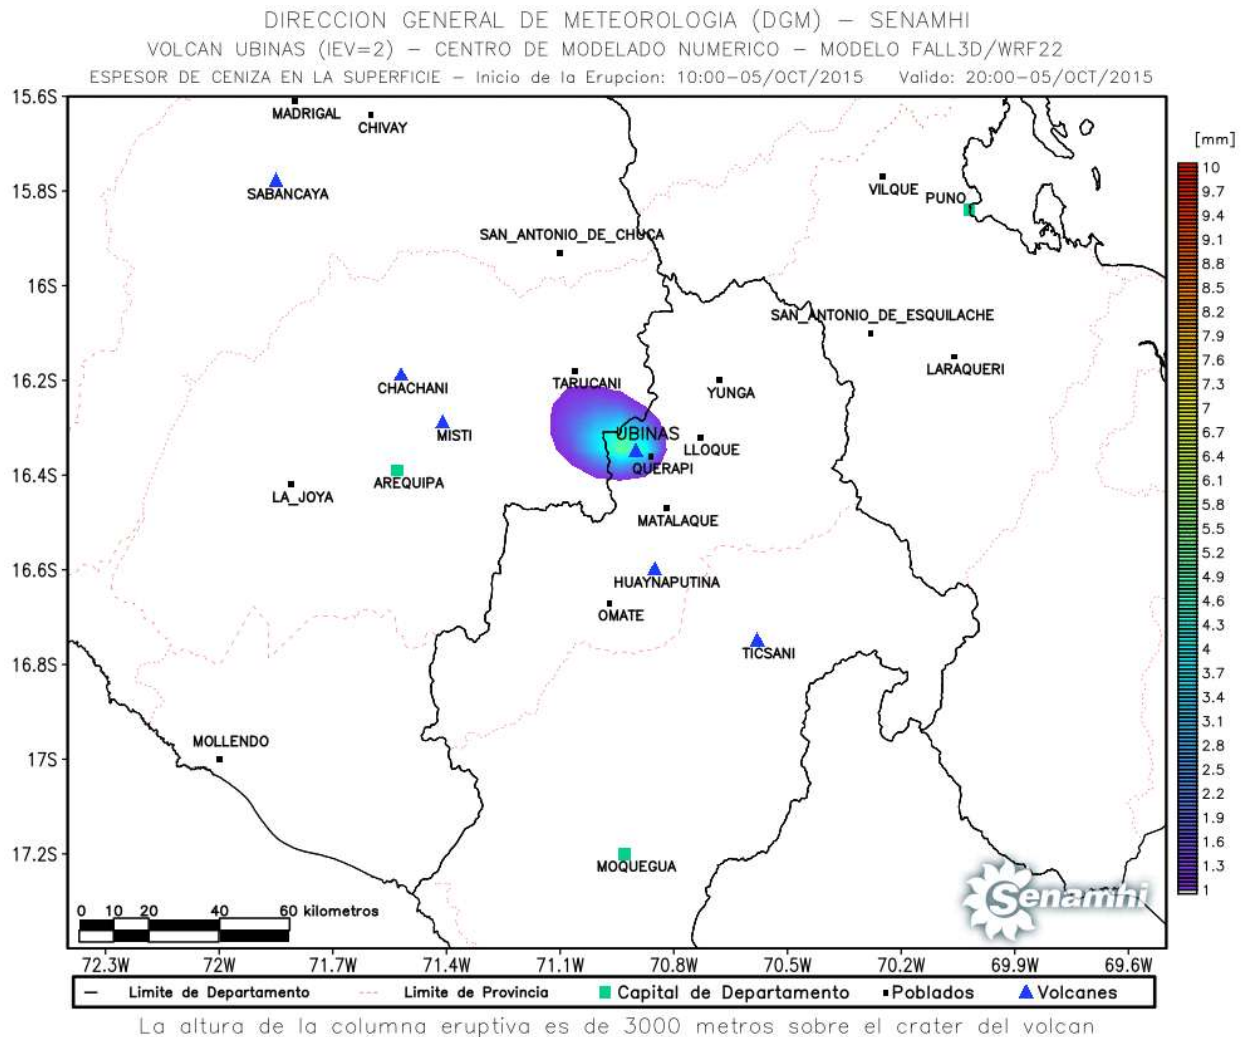 DIRECCION GENERAL DE METEOROLOGIA (DGM) – SENAMHI
VOLCAN UBINAS (IEV=2) – CENTRO DE MODELADO NUMERICO – MODELO FALL3D/WRF22
ESPESOR DE CENIZA EN LA SUPERFICIE – Inicio de la Erupcion: 10:00–05/OCT/2015 Valido: 20:00–05/OCT/2015
15.6S
MADRIGAL
CHIVAY
[mm]
10
9.7
9.4
9.1
8.8
8.5
8.2
7.9
7.6
7.3
7
6.7
6.4
6.1
5.8
5.5
5.2
4.9
4.6
4.3
4
3.7
3.4
3.1
2.8
2.5
2.2
1.9
1.6
1.3
1
15.8S
SABANCAYA
VILQUE
PUNO
SAN_ANTONIO_DE_CHUCA
16S
SAN_ANTONIO_DE_ESQUILACHE
LARAQUERI
16.2S
CHACHANI
TARUCANI
YUNGA
MISTI
UBINAS
LLOQUE
QUERAPI
16.4S
AREQUIPA
LA_JOYA
MATALAQUE
16.6S
HUAYNAPUTINA
OMATE
16.8S
TICSANI
MOLLENDO
17S
17.2S
MOQUEGUA
Senamhi
0 10 20 40 60 kilometros
72.3W 72W 71.7W 71.4W 71.1W 70.8W 70.5W 70.2W 69.9W 69.6W
Limite de Departamento Limite de Provincia Capital de Departamento Poblados Volcanes
La altura de la columna eruptiva es de 3000 metros sobre el crater del volcan